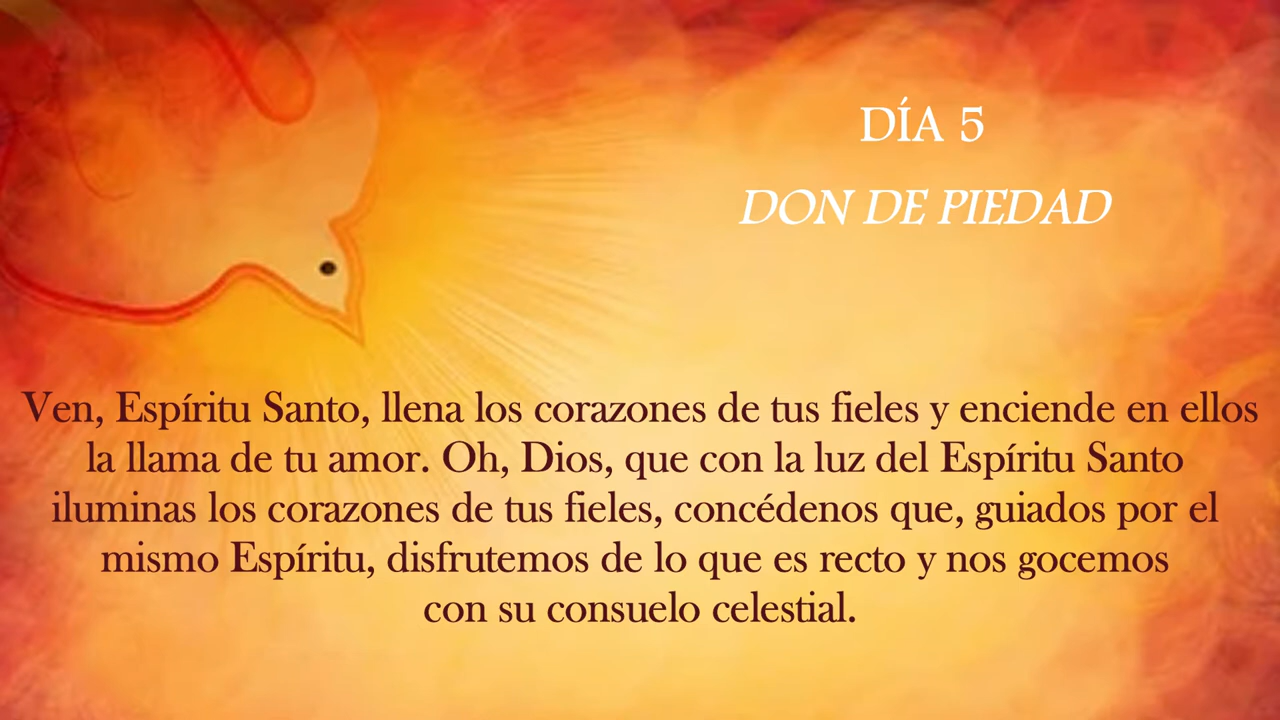 DÍA 5
DON DE PIEDAD
Ven, Espíritu Santo, llena los corazones de tus fieles y enciende en ellos
la llama de tu amor. Oh, Dios, que con la luz del Espíritu Santo
iluminas los corazones de tus fieles, concédenos que, guiados por el
mismo Espíritu, disfrutemos de lo que es recto y nos gocemos
con su consuelo celestial.